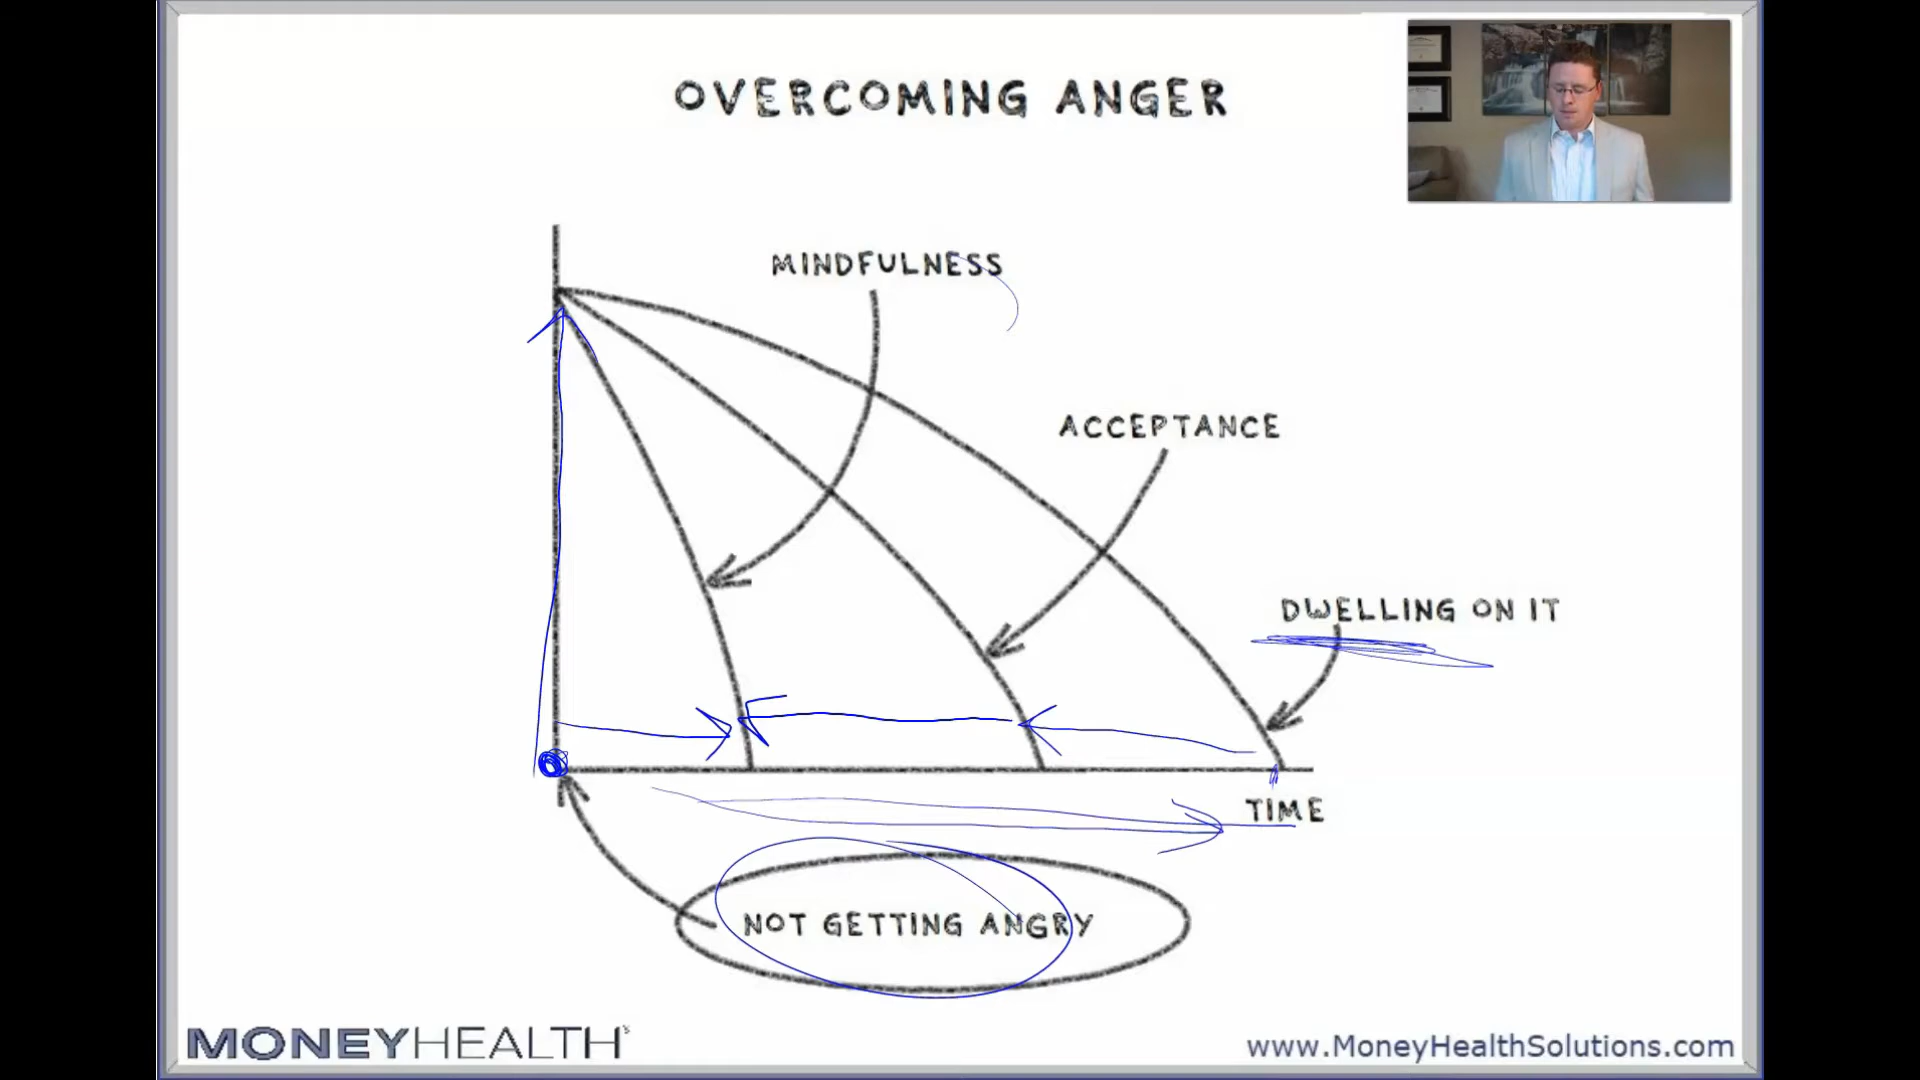 OVERCOMING ANGER
MINDFULNESS
ACCEPTANCE
DWELLING ON IT
TIME
NOT GETTING ANGRY
MONEYHEALTH
www.MoneyHealthSolutions.com